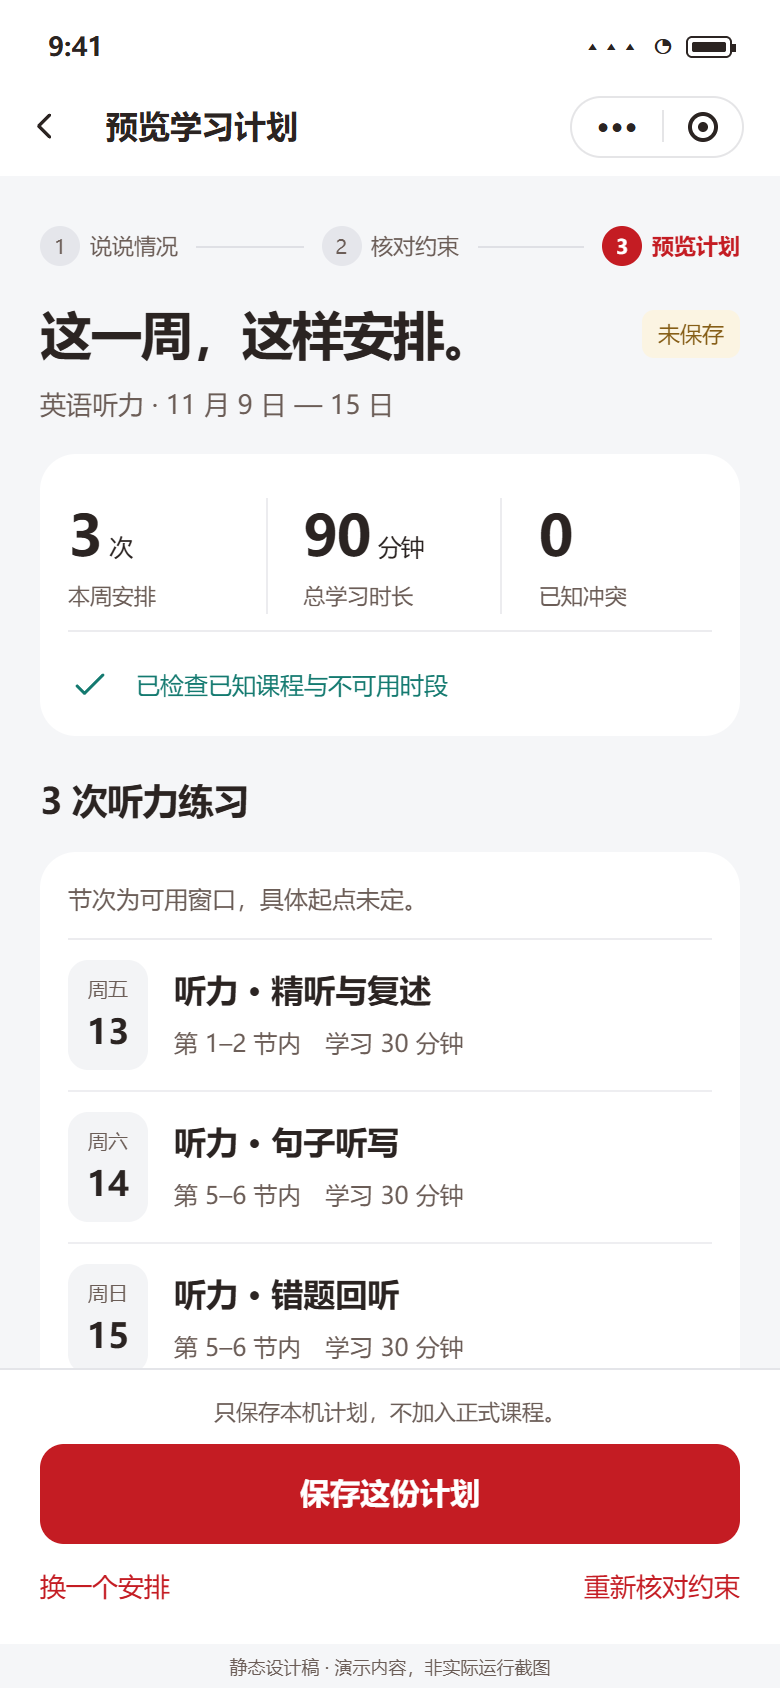 9:41
预览学习计划
1 说说情况 2 核对约束 3 预览计划
这一周，这样安排。 未保存
英语听力 · 11 月 9 日 — 15 日
3 次 90 分钟 0
本周安排 总学习时长 已知冲突
已检查已知课程与不可用时段
3 次听力练习
节次为可用窗口，具体起点未定。
周五 听力 • 精听与复述
13 第 1–2 节内 学习 30 分钟
周六 听力 • 句子听写
14 第 5–6 节内 学习 30 分钟
周日 听力 • 错题回听
15 第 5–6 节内 学习 30 分钟
只保存本机计划，不加入正式课程。
保存这份计划
换一个安排 重新核对约束
静态设计稿 · 演示内容，非实际运行截图